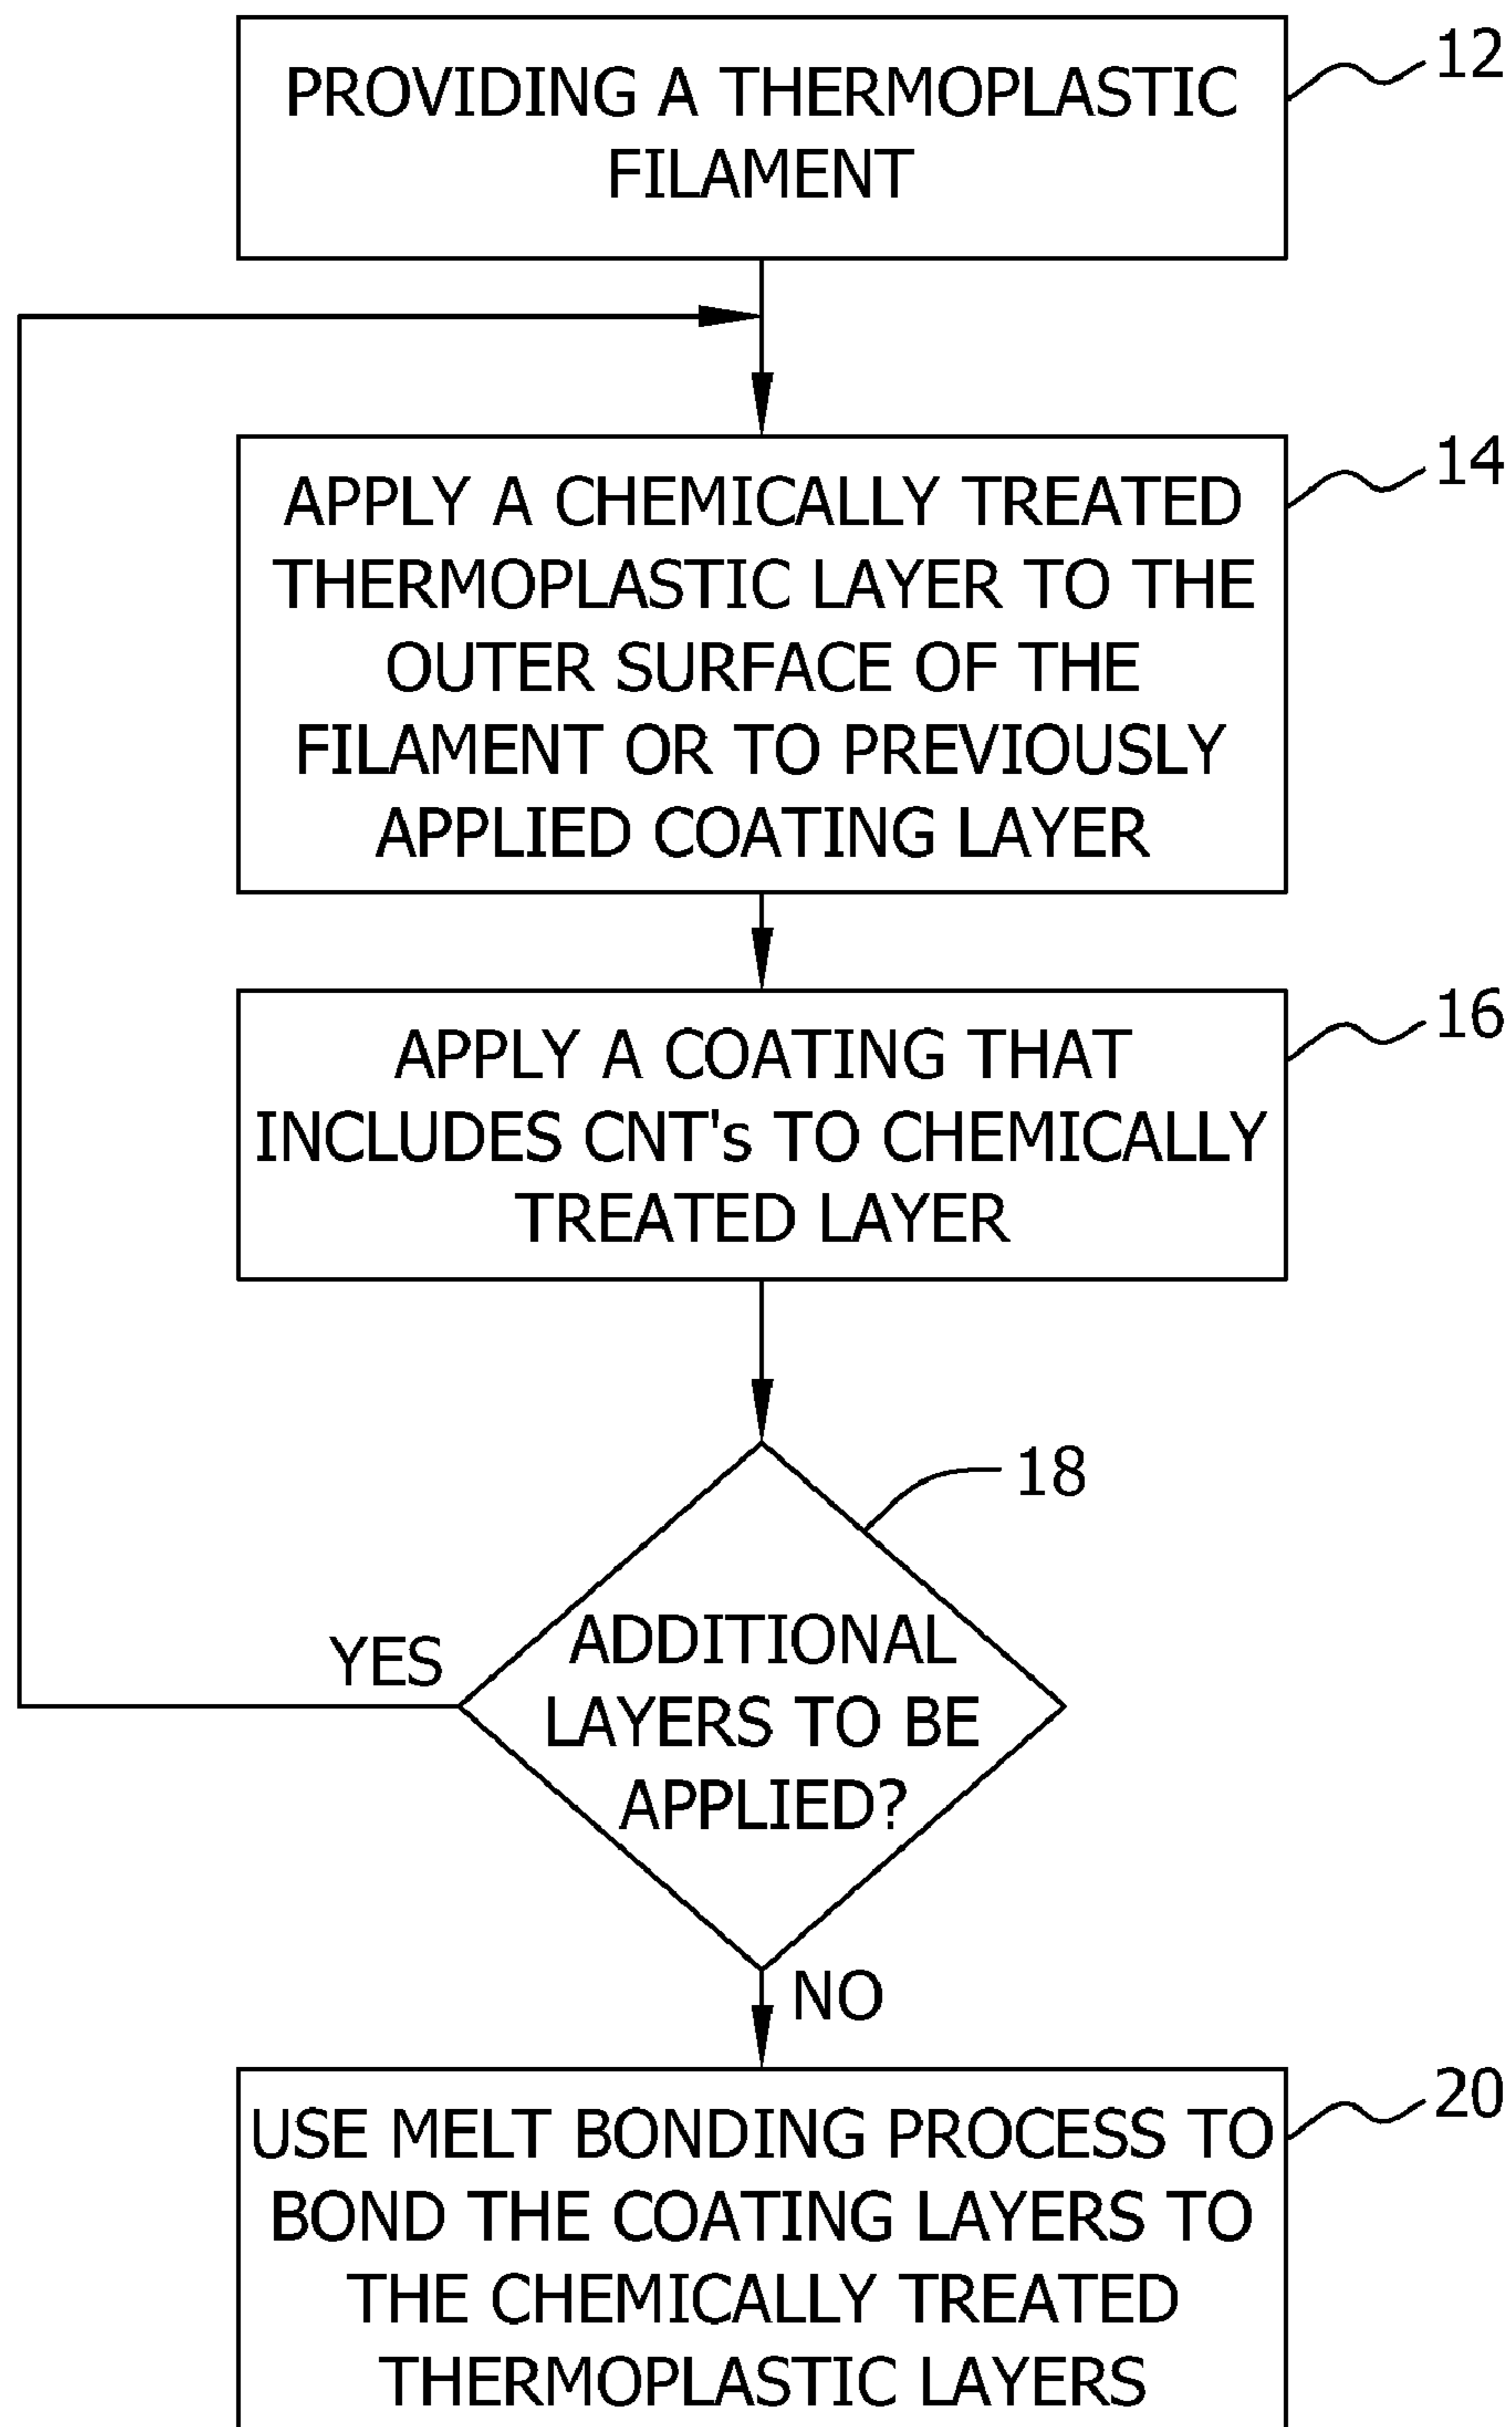 PROVIDING A THERMOPLASTIC
FILAMENT
12
APPLY A CHEMICALLY TREATED
THERMOPLASTIC LAYER TO THE
OUTER SURFACE OF THE
FILAMENT OR TO PREVIOUSLY
APPLIED COATING LAYER
14
APPLY A COATING THAT
INCLUDES CNT's TO CHEMICALLY
TREATED LAYER
16
18
ADDITIONAL
LAYERS TO BE
APPLIED?
YES
NO
USE MELT BONDING PROCESS TO
BOND THE COATING LAYERS TO
THE CHEMICALLY TREATED
THERMOPLASTIC LAYERS
20